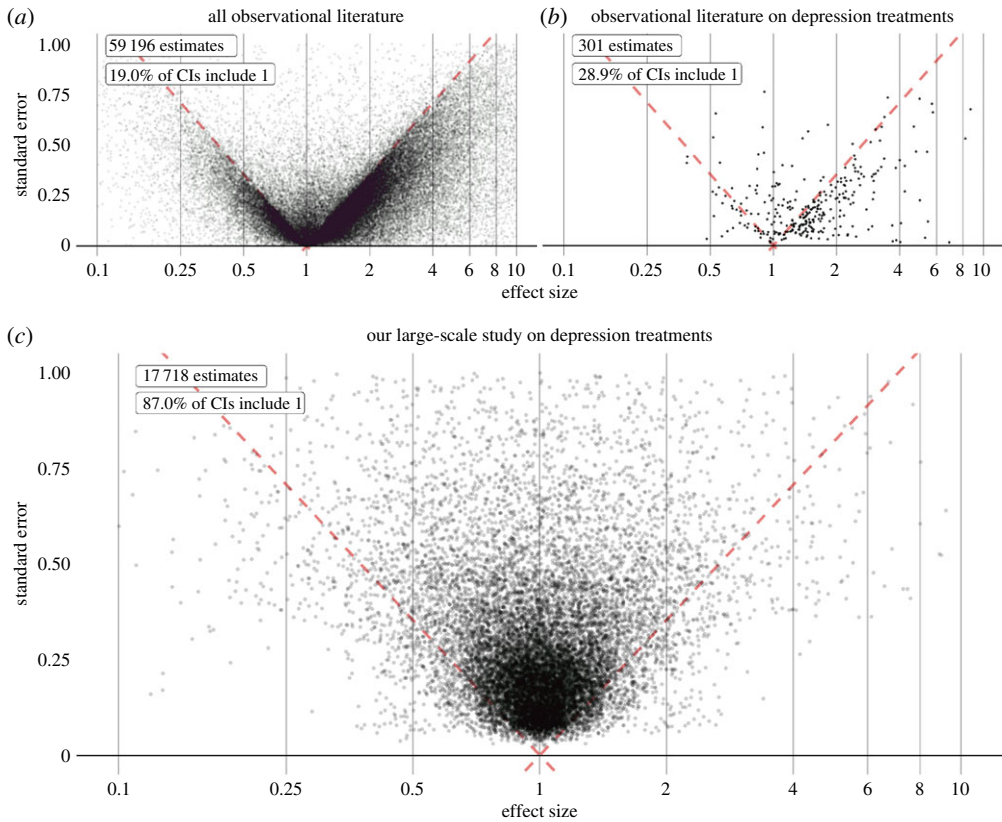 (a) all observational literature
59 196 estimates
19.0% of CIs include 1
1.00
0.75
0.50
0.25
0
standard error
0.1 0.25 0.5 1 2 4 6 8 10
effect size
(b) observational literature on depression treatments
301 estimates
28.9% of CIs include 1
0.1 0.25 0.5 1 2 4 6 8 10
effect size
(c) our large-scale study on depression treatments
17 718 estimates
87.0% of CIs include 1
1.00
0.75
0.50
0.25
0
standard error
0.1 0.25 0.5 1 2 4 6 8 10
effect size